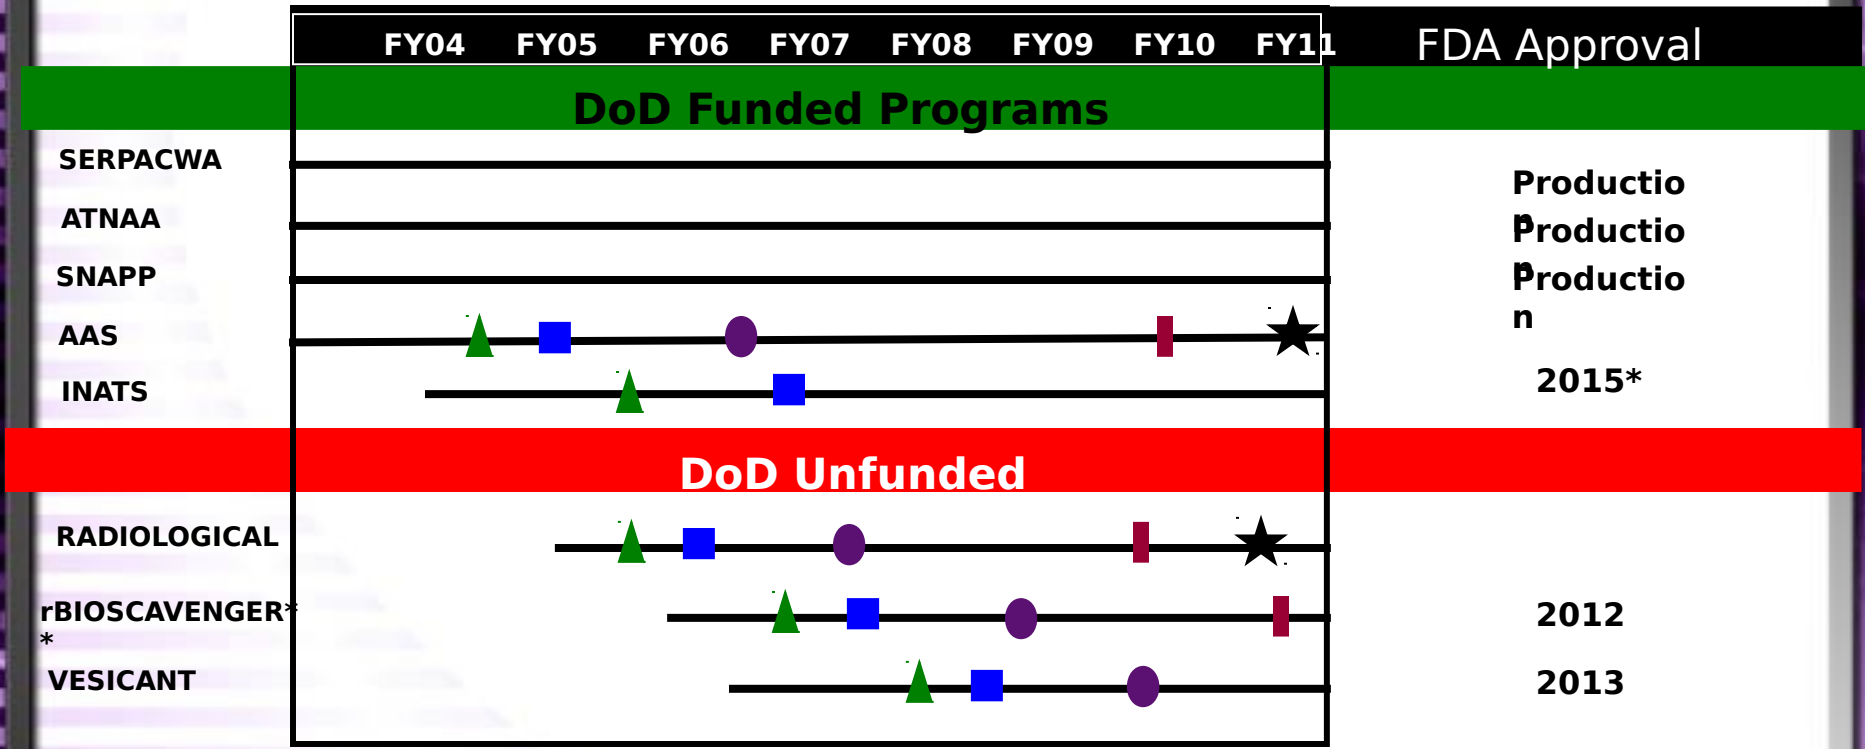 FY04 FY05 FY06 FY07 FY08 FY09 FY10 FY11 FDA Approval
DoD Funded Programs
SERPACWA
Productio
n
ATNAA
Productio
n
SNAPP
Productio
n
AAS
INATS
2015*
DoD Unfunded
RADIOLOGICAL
rBIOSCAVENGER*
*
2012
VESICANT
2013